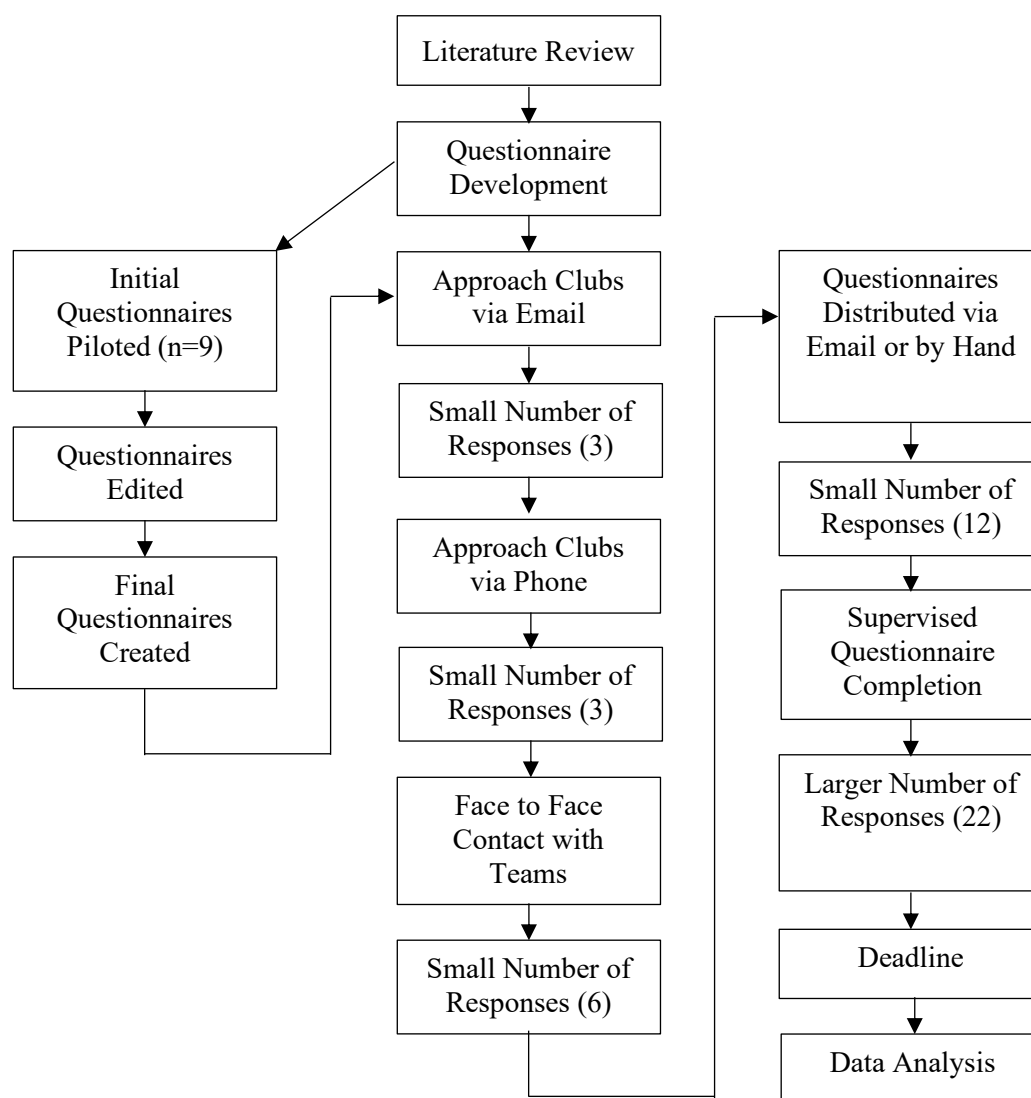 Literature Review
Questionnaire
Development
Initial
Questionnaires
Piloted (n=9)
Questionnaires
Edited
Final
Questionnaires
Created
Approach Clubs
via Email
Small Number of
Responses (3)
Approach Clubs
via Phone
Small Number of
Responses (3)
Face to Face
Contact with
Teams
Small Number of
Responses (6)
Questionnaires
Distributed via
Email or by Hand
Small Number of
Responses (12)
Supervised
Questionnaire
Completion
Larger Number of
Responses (22)
Deadline
Data Analysis